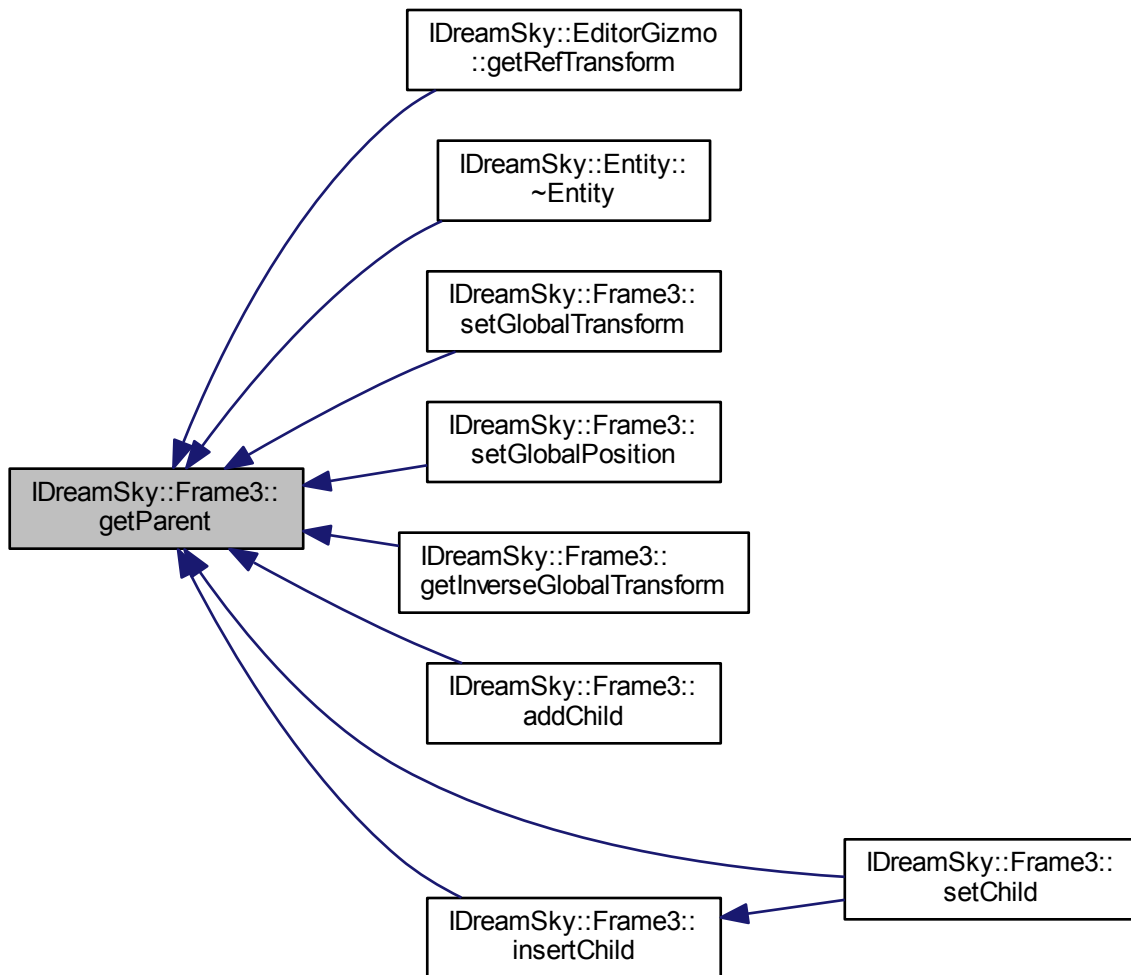 IDreamSky::EditorGizmo
::getRefTransform
IDreamSky::Entity::
~Entity
IDreamSky::Frame3::
setGlobalTransform
IDreamSky::Frame3::
setGlobalPosition
IDreamSky::Frame3::
getParent
IDreamSky::Frame3::
getInverseGlobalTransform
IDreamSky::Frame3::
addChild
IDreamSky::Frame3::
setChild
IDreamSky::Frame3::
insertChild